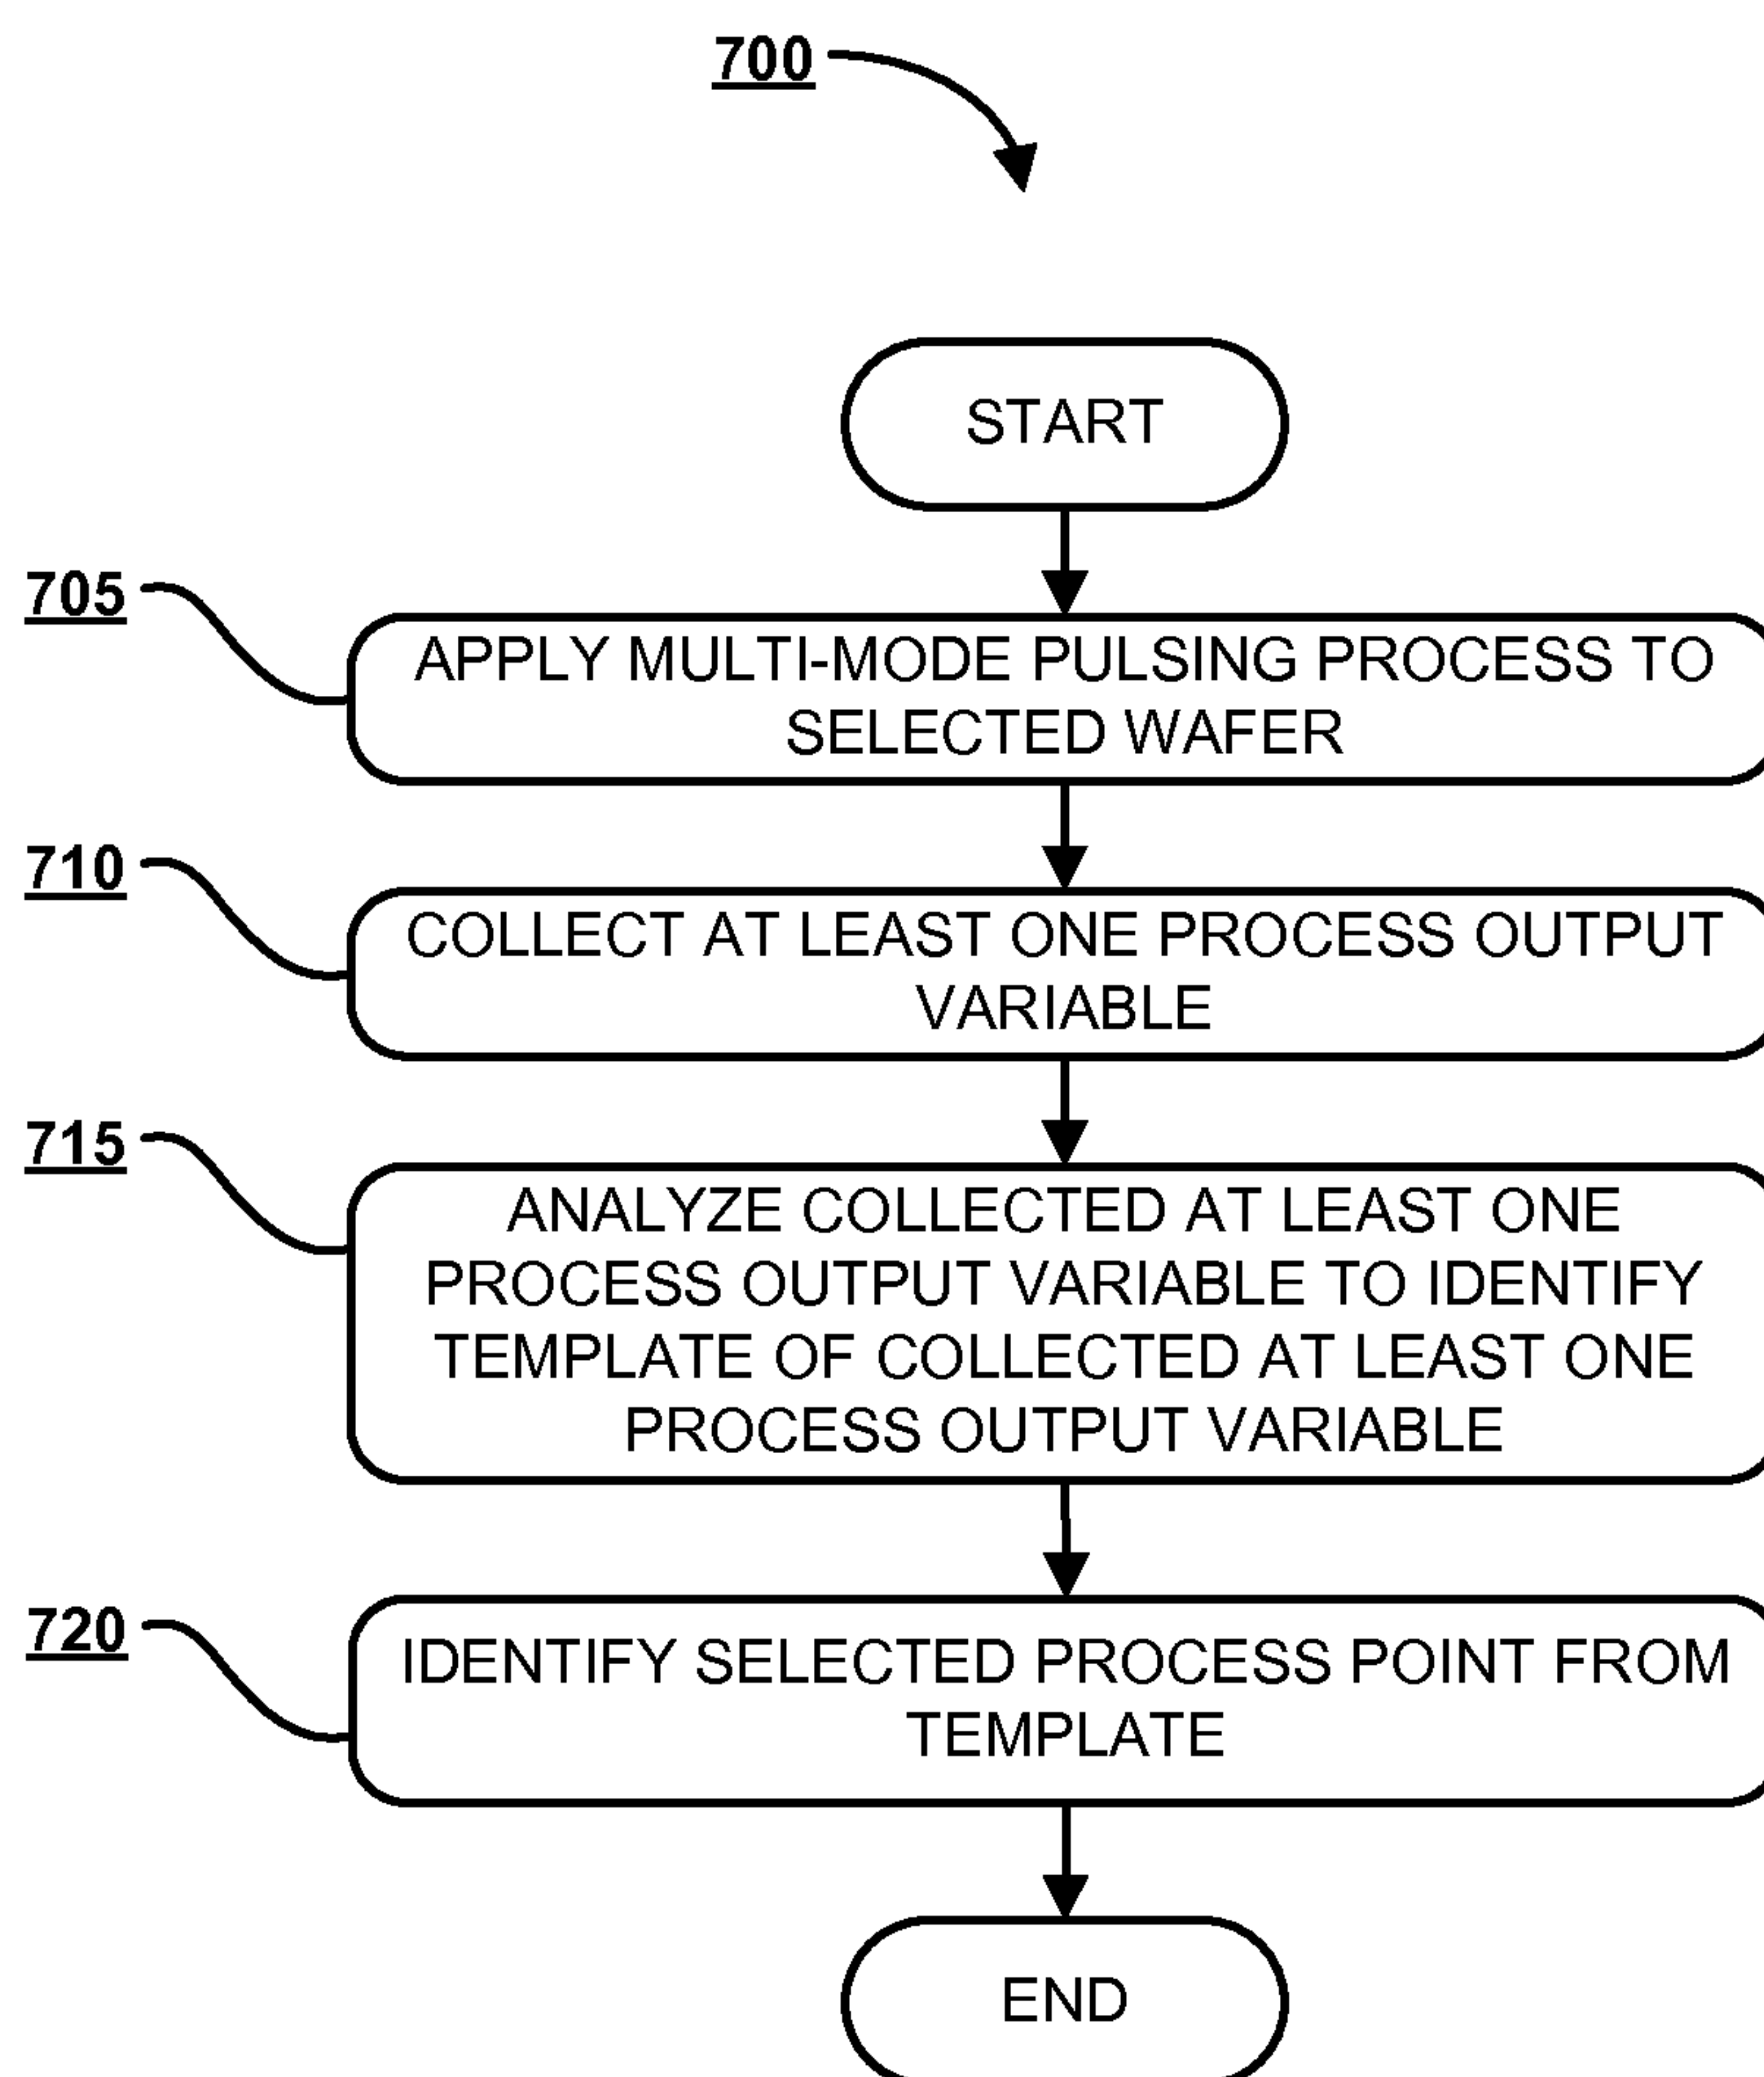 700
START
705
APPLY MULTI-MODE PULSING PROCESS TO
SELECTED WAFER
710
COLLECT AT LEAST ONE PROCESS OUTPUT
VARIABLE
715
ANALYZE COLLECTED AT LEAST ONE
PROCESS OUTPUT VARIABLE TO IDENTIFY
TEMPLATE OF COLLECTED AT LEAST ONE
PROCESS OUTPUT VARIABLE
720
IDENTIFY SELECTED PROCESS POINT FROM
TEMPLATE
END